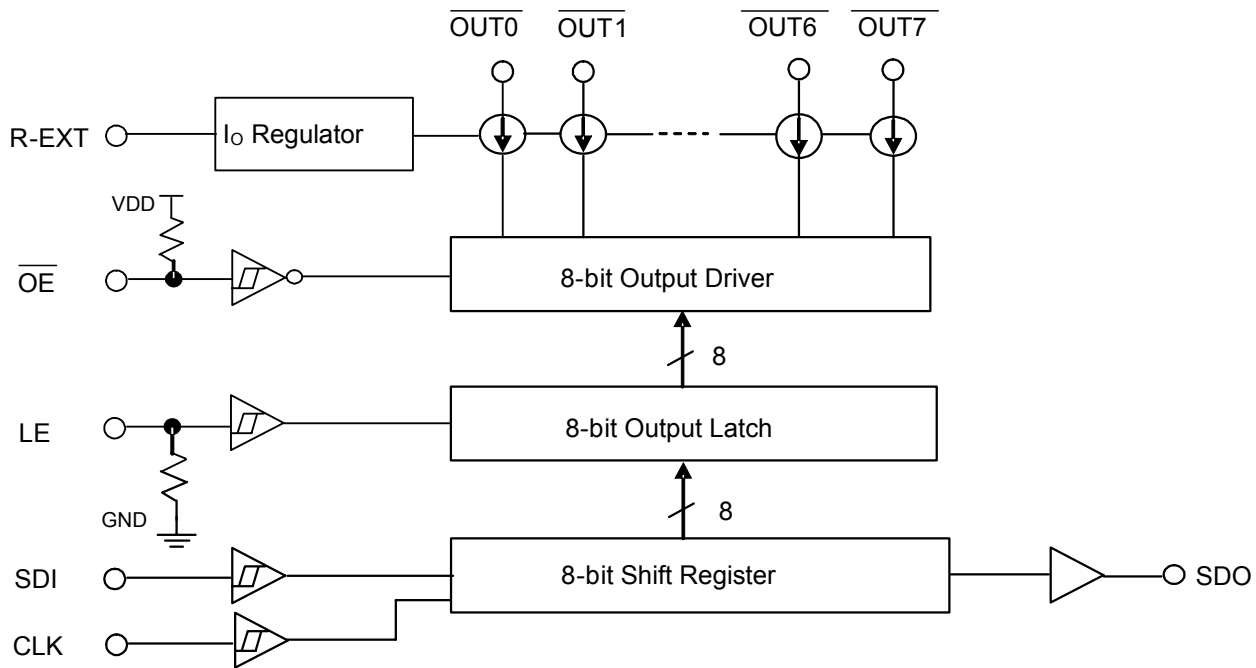 OUT0 OUT1 OUT6 OUT7
R-EXT
IO Regulator
VDD
OE
8-bit Output Driver
8
LE
8-bit Output Latch
GND
8
SDI
8-bit Shift Register
SDO
CLK